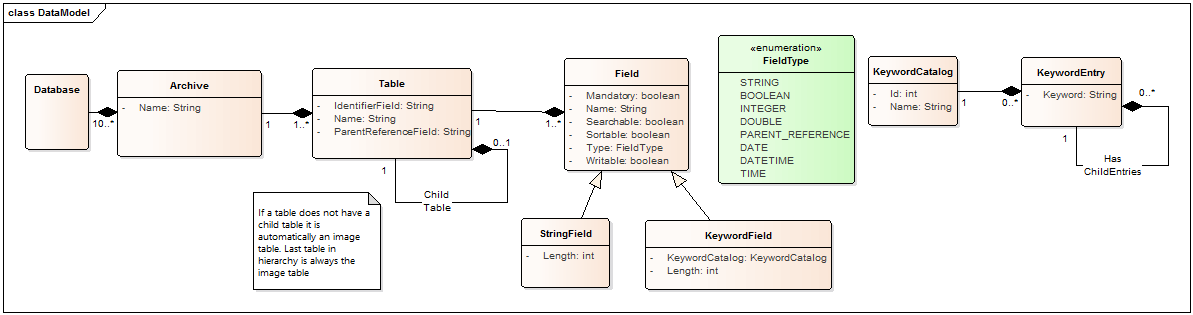 class DataModel
Database
10..*
Archive
- Name: String
1
1..*
Table
- IdentifierField: String
- Name: String
- ParentReferenceField: String
0..1
1
Child
Table
1
1..*
If a table does not have a
child table it is
automatically an image
table. Last table in
hierarchy is always the
image table
Field
- Mandatory: boolean
- Name: String
- Searchable: boolean
- Sortable: boolean
- Type: FieldType
- Writable: boolean
StringField
- Length: int
KeywordField
- KeywordCatalog: KeywordCatalog
- Length: int
«enumeration»
FieldType
STRING
BOOLEAN
INTEGER
DOUBLE
PARENT_REFERENCE
DATE
DATETIME
TIME
KeywordCatalog
- Id: int
- Name: String
1
0..*
KeywordEntry
- Keyword: String
0..*
1
Has
ChildEntries